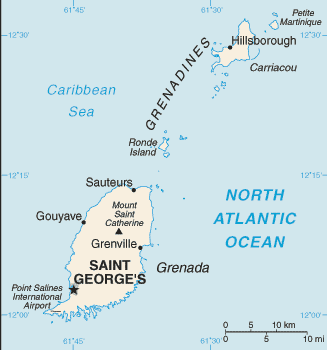 61°45'
61°30'
Petite
Martinique
12°30'
12°30'
Hillsborough
Carriacou
Caribbean
Sea
GRENADINES
Ronde
Island
12°15'
12°15'
Sauteurs
NORTH
ATLANTIC
OCEAN
Mount
Saint
Catherine
Gouyave
Grenville
SAINT
GEORGE'S
Grenada
Point Salines
International
Airport
12°00'
12°00'
0 5 10 km
0 5 10 mi
61°45'
61°30'